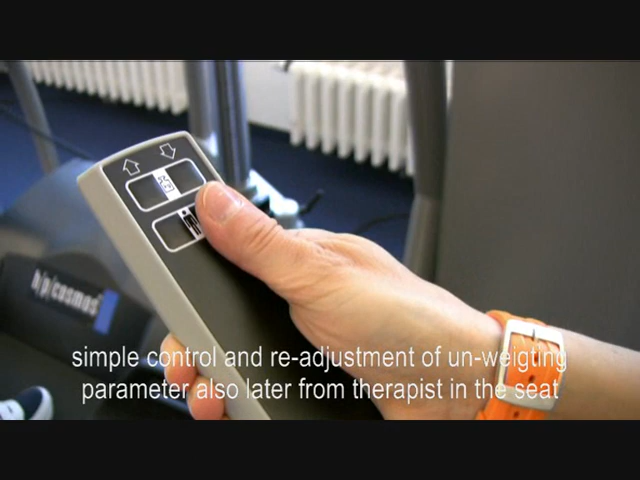 h/p/cosmos
simple control and re-adjustment of un-weigting
parameter also later from therapist in the seat